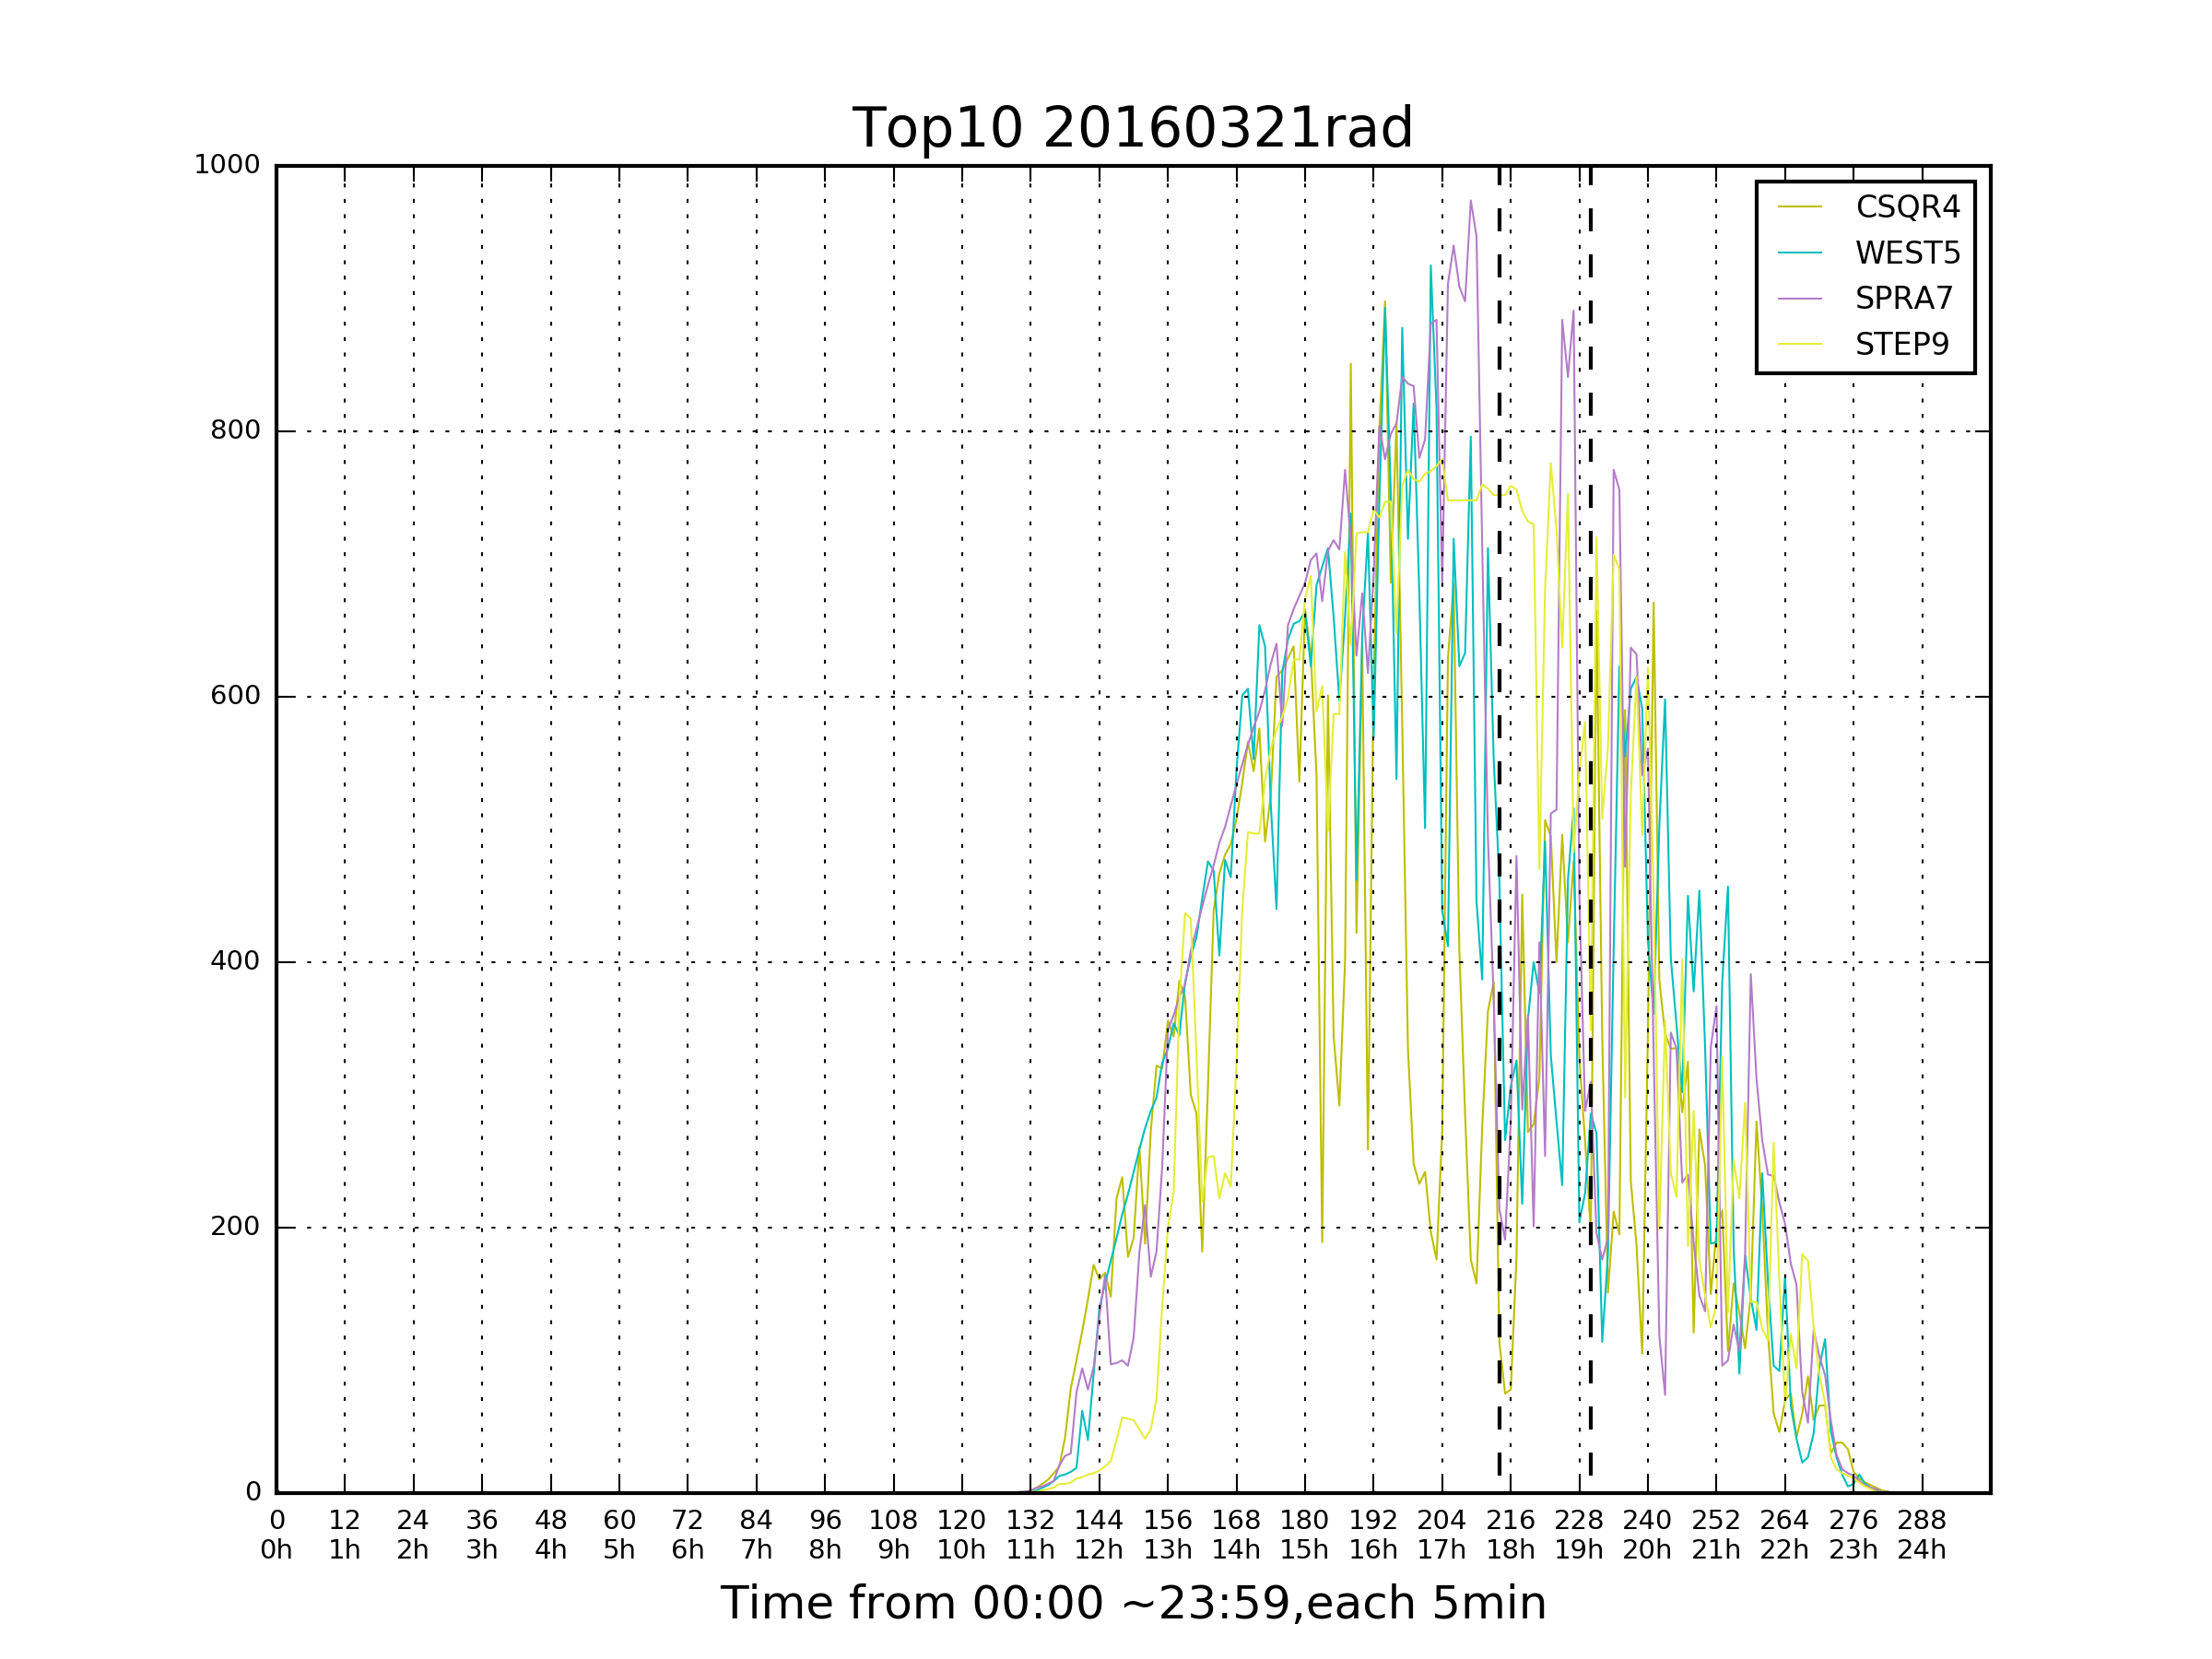 Top10 20160321rad
1000
800
600
400
200
0
CSQR4
WEST5
SPRA7
STEP9
0 12 24 36 48 60 72 84 96 108 120 132 144 156 168 180 192 204 216 228 240 252 264 276 288
0h 1h 2h 3h 4h 5h 6h 7h 8h 9h 10h 11h 12h 13h 14h 15h 16h 17h 18h 19h 20h 21h 22h 23h 24h
Time from 00:00 ~23:59,each 5min